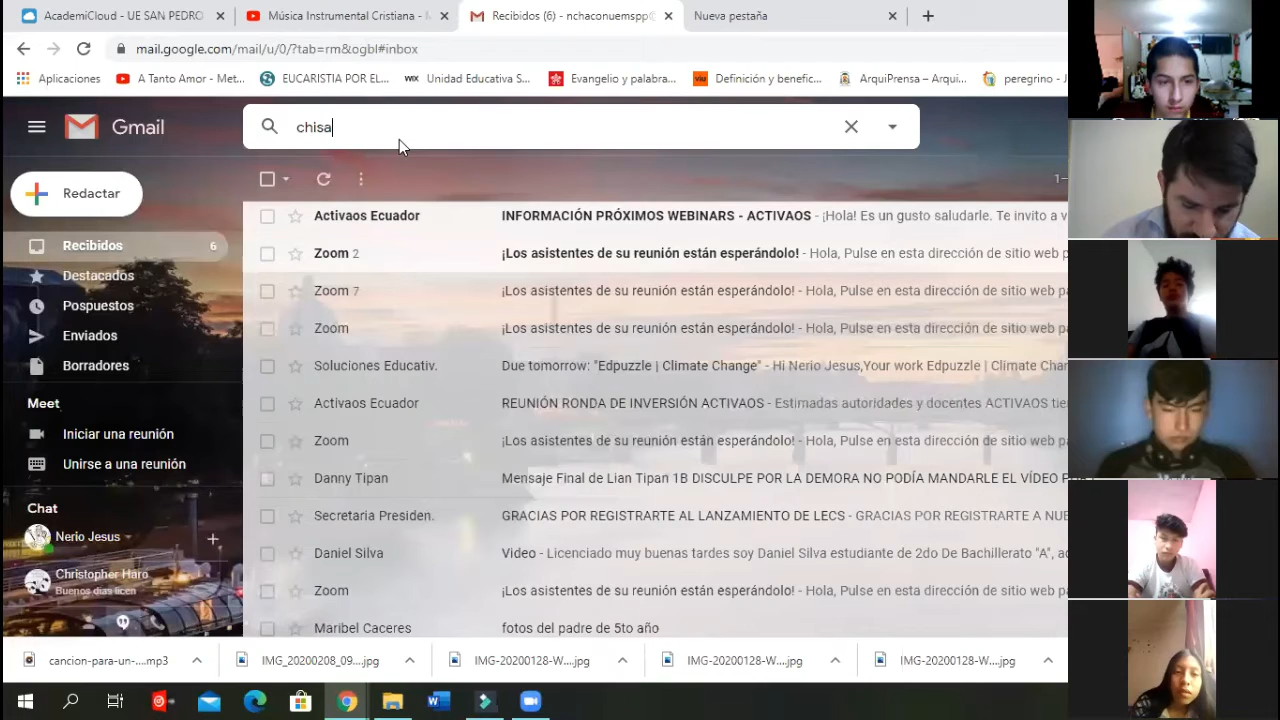 AcademiCloud - UE SAN PEDRO
Música Instrumental Cristiana - M
Recibidos (6) - nchaconuemspp@
Nueva pestaña
mail.google.com/mail/u/0/?tab=rm&ogbl#inbox
Aplicaciones
A Tanto Amor - Met...
EUCARISTIA POR EL...
WIX Unidad Educativa S...
Evangelio y palabra...
viu Definición y benefic...
ArquiPrensa – Arqui...
peregrino - J
Gmail
chisa
Redactar
1–
Recibidos 6
Destacados
Pospuestos
Enviados
Borradores
Meet
Iniciar una reunión
Unirse a una reunión
Chat
Nerio Jesus
Christopher Haro
Buenos dias licen
Activaos Ecuador INFORMACIÓN PRÓXIMOS WEBINARS - ACTIVAOS - ¡Hola! Es un gusto saludarle. Te invito a v
Zoom 2 ¡Los asistentes de su reunión están esperándolo! - Hola, Pulse en esta dirección de sitio web pa
Zoom 7 ¡Los asistentes de su reunión están esperándolo! - Hola, Pulse en esta dirección de sitio web pa
Zoom ¡Los asistentes de su reunión están esperándolo! - Hola, Pulse en esta dirección de sitio web pa
Soluciones Educativ. Due tomorrow: "Edpuzzle | Climate Change" - Hi Nerio Jesus,Your work Edpuzzle | Climate Chan
Activaos Ecuador REUNIÓN RONDA DE INVERSIÓN ACTIVAOS - Estimadas autoridades y docentes ACTIVAOS tie
Zoom ¡Los asistentes de su reunión están esperándolo! - Hola, Pulse en esta dirección de sitio web pa
Danny Tipan Mensaje Final de Lian Tipan 1B DISCULPE POR LA DEMORA NO PODÍA MANDARLE EL VÍDEO
Secretaria Presiden. GRACIAS POR REGISTRARTE AL LANZAMIENTO DE LECS - GRACIAS POR REGISTRARTE A NUE
Daniel Silva Video - Licenciado muy buenas tardes soy Daniel Silva estudiante de 2do De Bachillerato "A", ad
Zoom ¡Los asistentes de su reunión están esperándolo! - Hola, Pulse en esta dirección de sitio web pa
Maribel Caceres fotos del padre de 5to año
cancion-para-un-....mp3
IMG_20200208_09....jpg
IMG-20200128-W....jpg
IMG-20200128-W....jpg
IMG-20200128-W....jpg